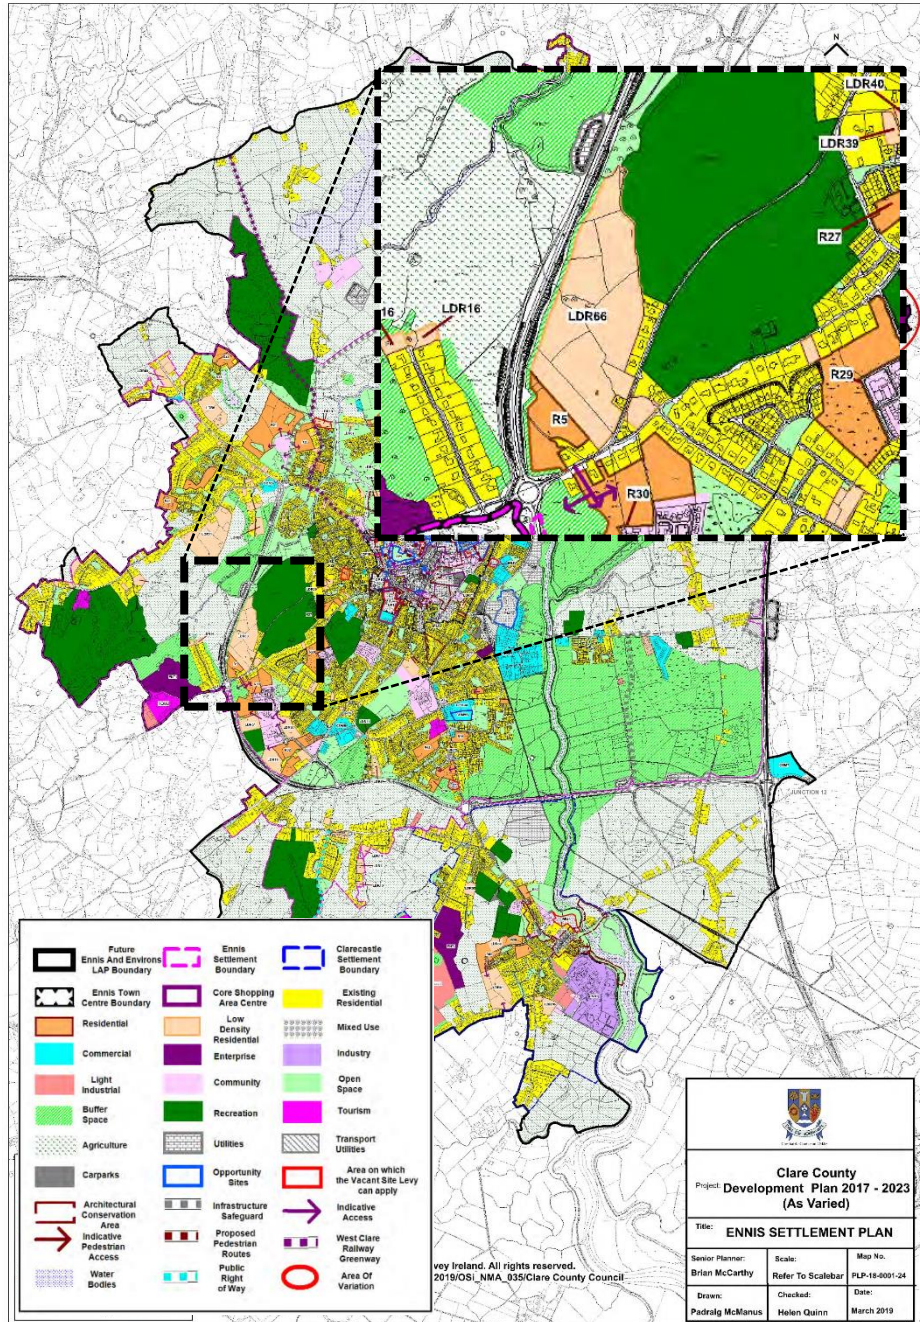 N
LDR40
LDR39
R27
LDR16
16
LDR66
R29
R5
R30
JUNCTION 12
Future
Ennis And Environs
LAP Boundary
Ennis
Settlement
Boundary
Clarecastle
Settlement
Boundary
Ennis Town
Centre Boundary
Core Shopping
Area Centre
Existing
Residential
Residential
Low
Density
Residential
Mixed Use
Commercial
Enterprise
Industry
Light
Industrial
Community
Open
Space
Buffer
Space
Recreation
Tourism
Agriculture
Utilities
Transport
Utilities
Carparks
Opportunity
Sites
Area on which
the Vacant Site Levy
can apply
Architectural
Conservation
Area
Infrastructure
Safeguard
Indicative
Access
Indicative
Pedestrian
Access
Proposed
Pedestrian
Routes
West Clare
Railway
Greenway
Water
Bodies
Public
Right
of Way
Area Of
Variation
vey Ireland. All rights reserved.
2019/OSi_NMA_035/Clare County Council
Project:
Clare County
Development Plan 2017 - 2023
(As Varied)
Title:
ENNIS SETTLEMENT PLAN
Senior Planner:
Brian McCarthy
Scale:
Refer To Scalebar
Map No.
PLP-18-0001-24
Drawn:
Padraig McManus
Checked:
Helen Quinn
Date:
March 2019